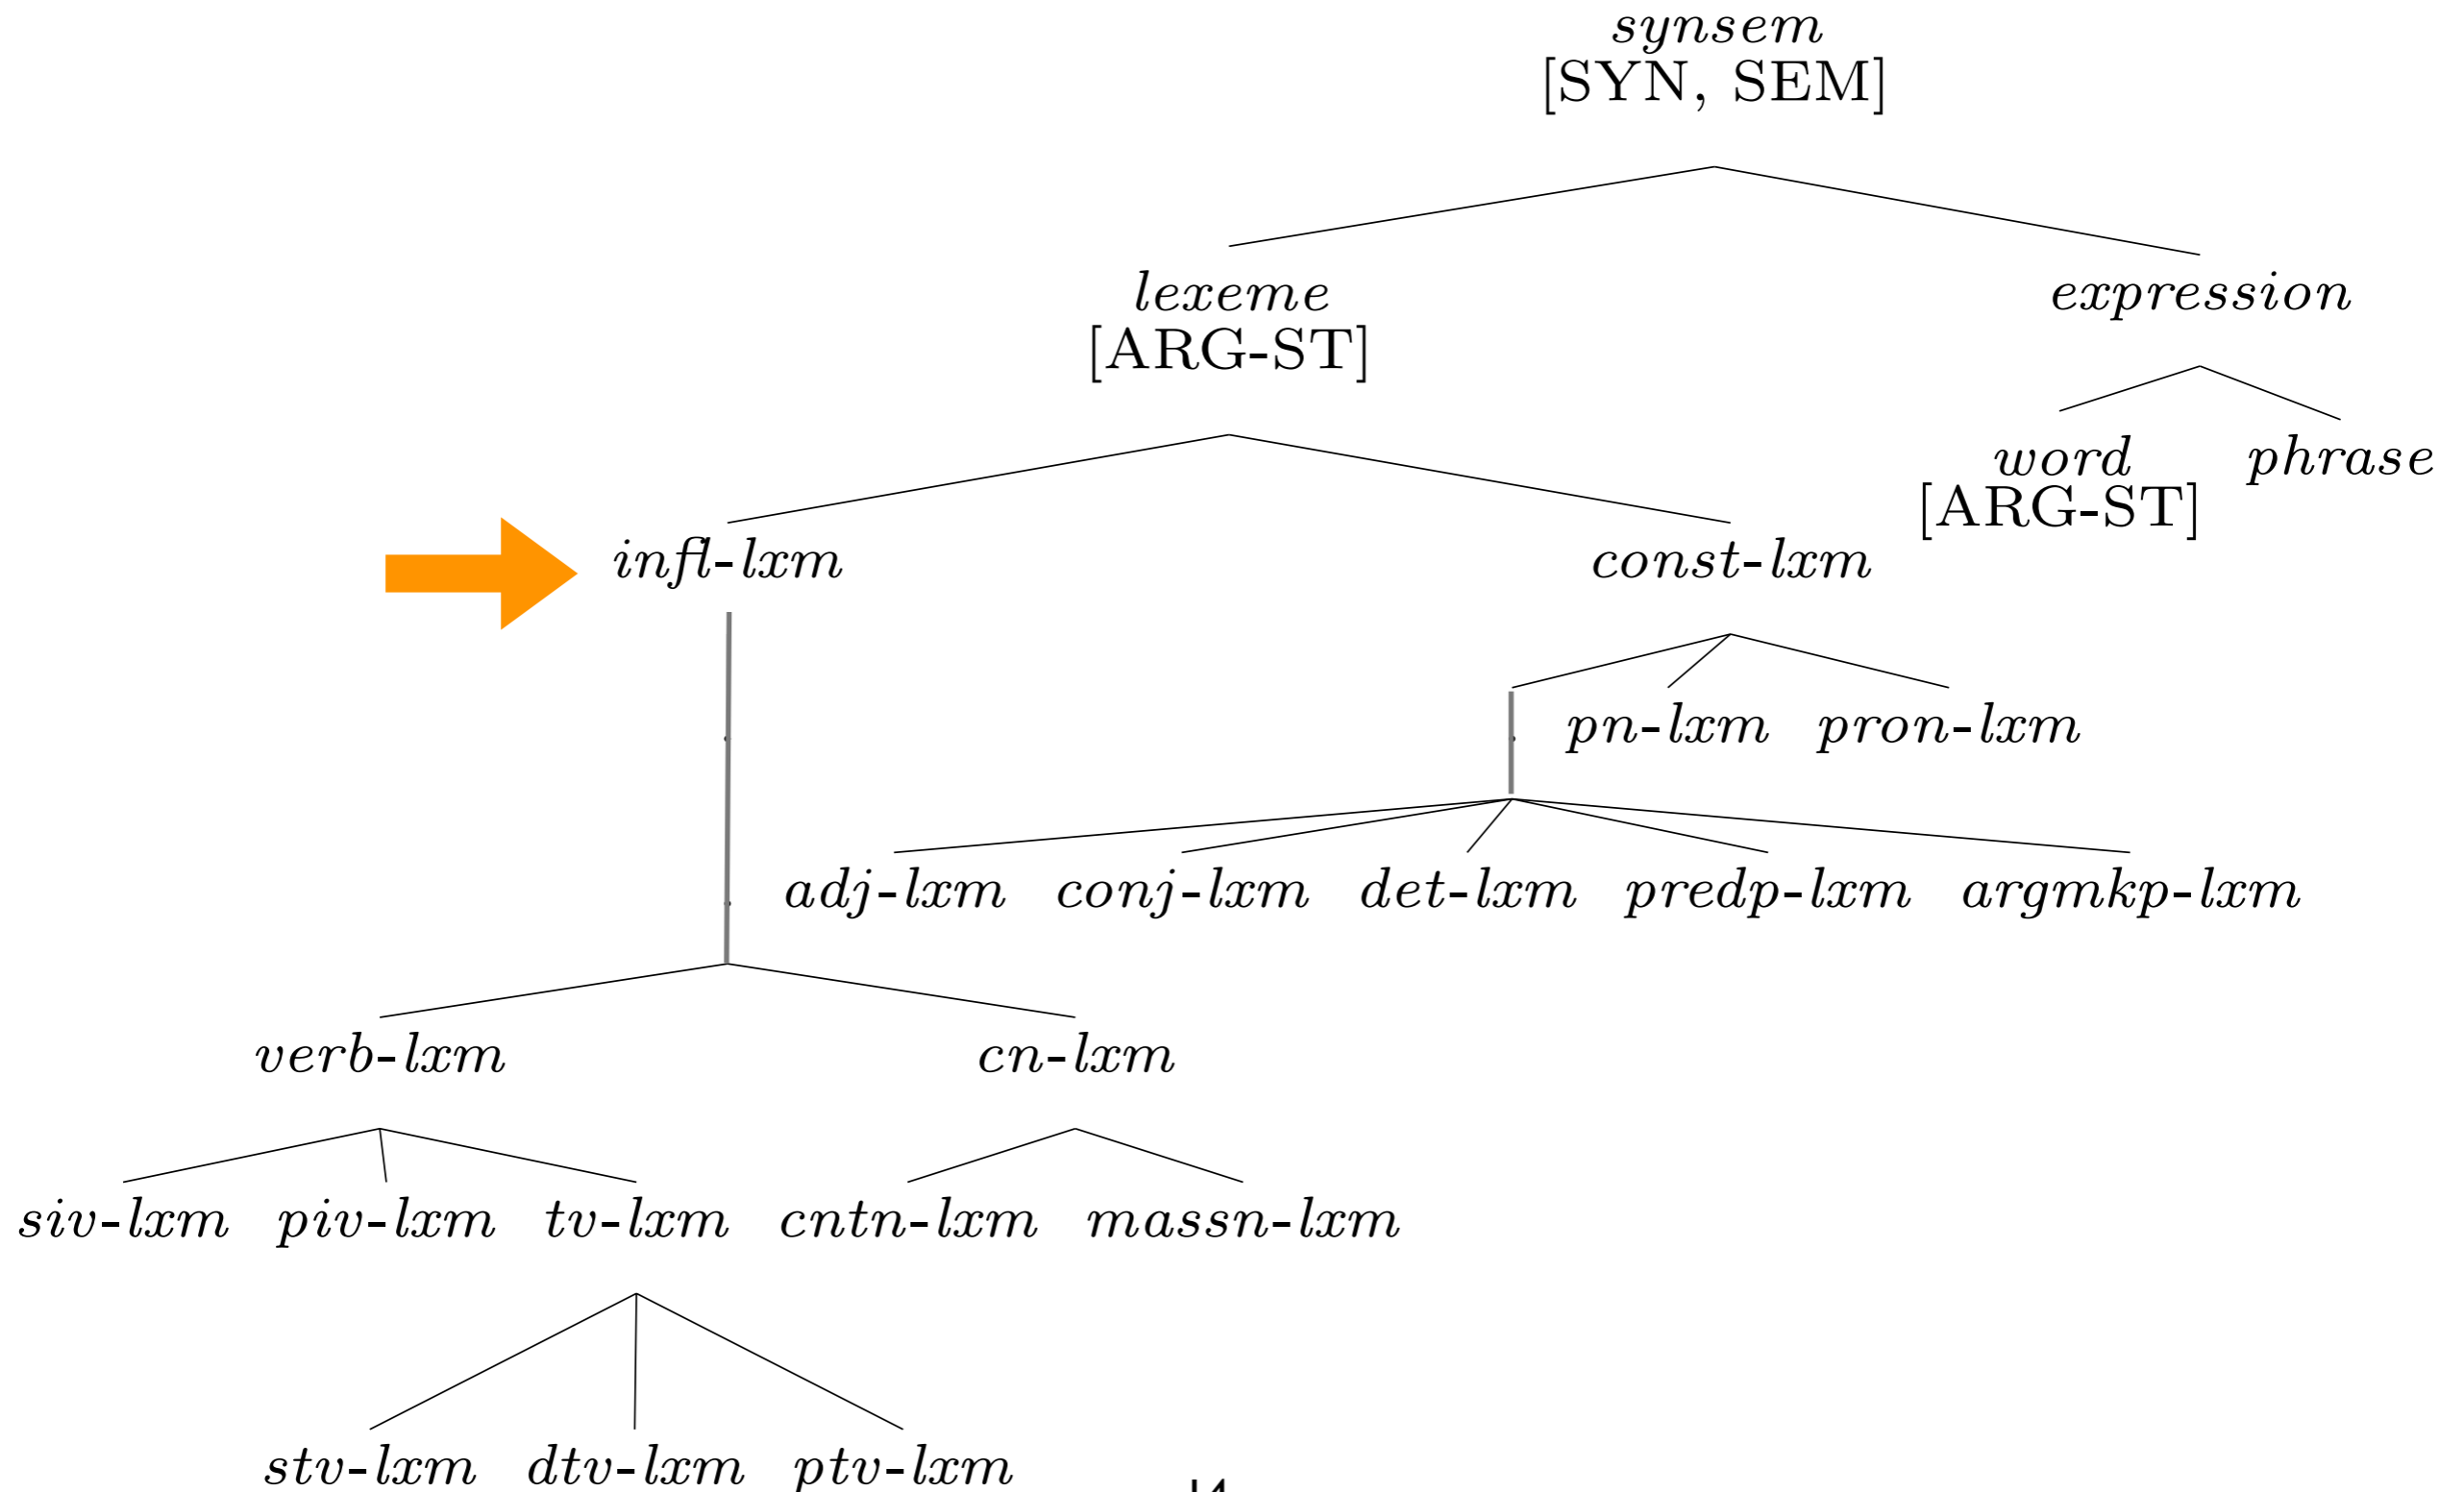 synsem
[SYN, SEM]
lexeme
[ARG-ST]
expression
infl-lxm
const-lxm
word
[ARG-ST]
phrase
pn-lxm pron-lxm
adj-lxm conj-lxm det-lxm predp-lxm argmkp-lxm
verb-lxm cn-lxm
siv-lxm piv-lxm tv-lxm cntn-lxm massn-lxm
stv-lxm dtv-lxm ptv-lxm